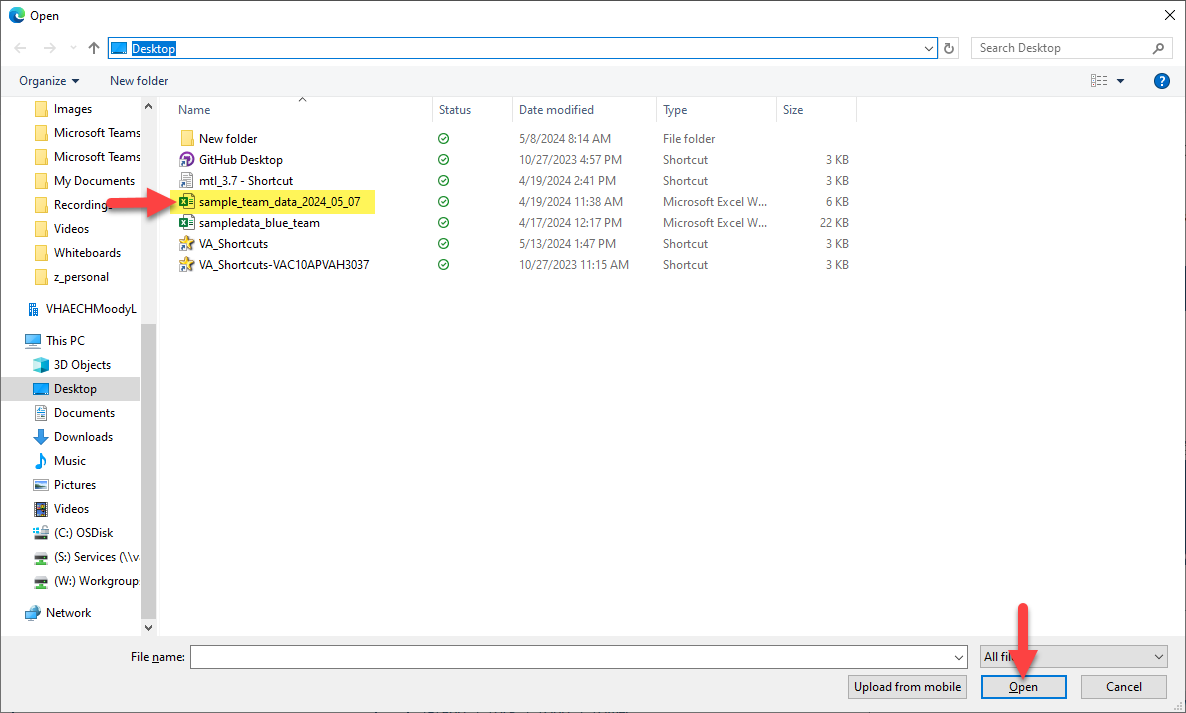 Open
Desktop
Search Desktop
Organize
New folder
Images
Microsoft Teams
Microsoft Teams
My Documents
Recordings
Videos
Whiteboards
z_personal
VHAECHMoodyL
This PC
3D Objects
Desktop
Documents
Downloads
Music
Pictures
Videos
(C:) OSDisk
(S:) Services (\\v
(W:) Workgroup
Network
Name Status Date modified Type Size
New folder 5/8/2024 8:14 AM File folder
GitHub Desktop 10/27/2023 4:57 PM Shortcut 3 KB
mtl_3.7 - Shortcut 4/19/2024 2:41 PM Shortcut 3 KB
sample_team_data_2024_05_07 4/19/2024 11:38 AM Microsoft Excel W... 6 KB
sampledata_blue_team 4/17/2024 12:17 PM Microsoft Excel W... 22 KB
VA_Shortcuts 5/13/2024 1:47 PM Shortcut 3 KB
VA_Shortcuts-VAC10APVAH3037 10/27/2023 11:15 AM Shortcut 3 KB
File name:
All
Upload from mobile
Open
Cancel